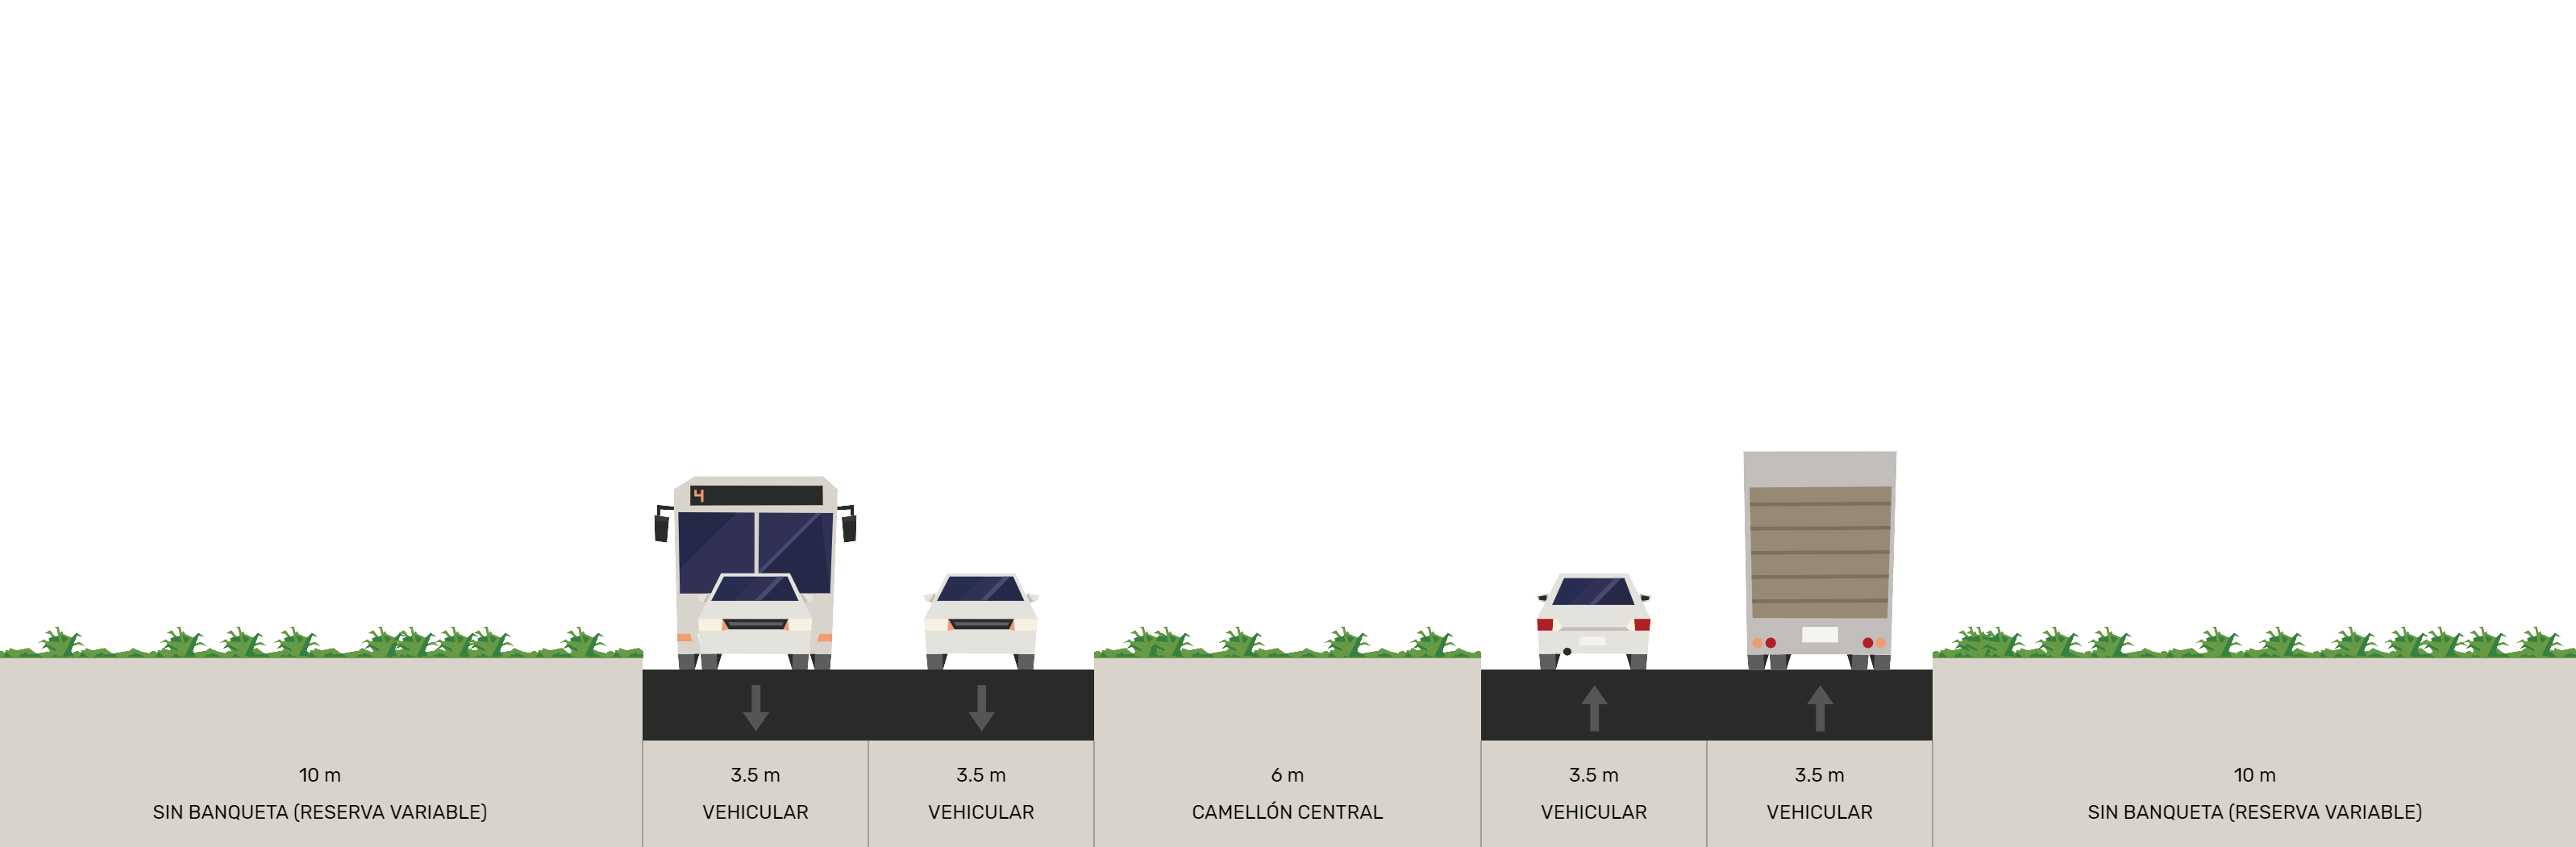 4
10 m
SIN BANQUETA (RESERVA VARIABLE)
3.5 m
VEHICULAR
3.5 m
VEHICULAR
6 m
CAMELLÓN CENTRAL
3.5 m
VEHICULAR
3.5 m
VEHICULAR
10 m
SIN BANQUETA (RESERVA VARIABLE)